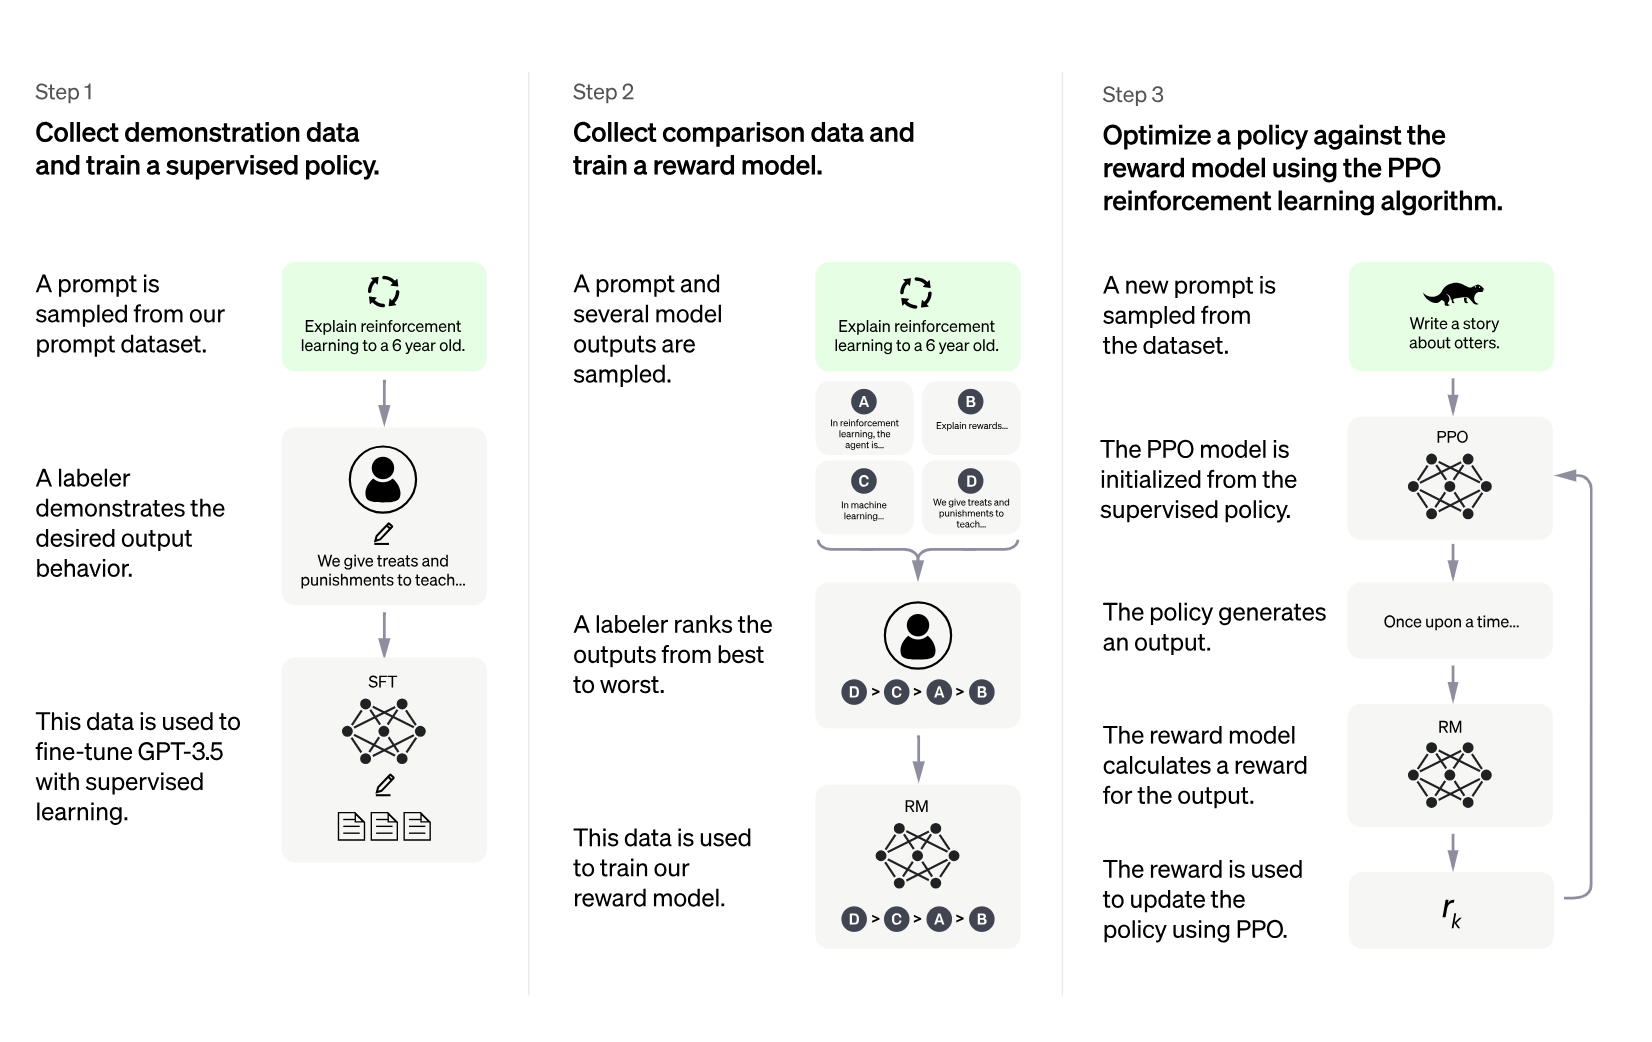 Step 1
Collect demonstration data
and train a supervised policy.
A prompt is
sampled from our
prompt dataset.
Explain reinforcement
learning to a 6 year old.
A labeler
demonstrates the
desired output
behavior.
We give treats and
punishments to teach...
This data is used to
fine-tune GPT-3.5
with supervised
learning.
SFT
Step 2
Collect comparison data and
train a reward model.
A prompt and
several model
outputs are
sampled.
Explain reinforcement
learning to a 6 year old.
A
In reinforcement
learning, the
agent is...
B
Explain rewards...
C
In machine
learning...
D
We give treats and
punishments to
teach...
A labeler ranks the
outputs from best
to worst.
D > C > A > B
This data is used
to train our
reward model.
RM
D > C > A > B
Step 3
Optimize a policy against the
reward model using the PPO
reinforcement learning algorithm.
A new prompt is
sampled from
the dataset.
Write a story
about otters.
The PPO model is
initialized from the
supervised policy.
PPO
The policy generates
an output.
Once upon a time...
The reward model
calculates a reward
for the output.
RM
The reward is used
to update the
policy using PPO.
rk